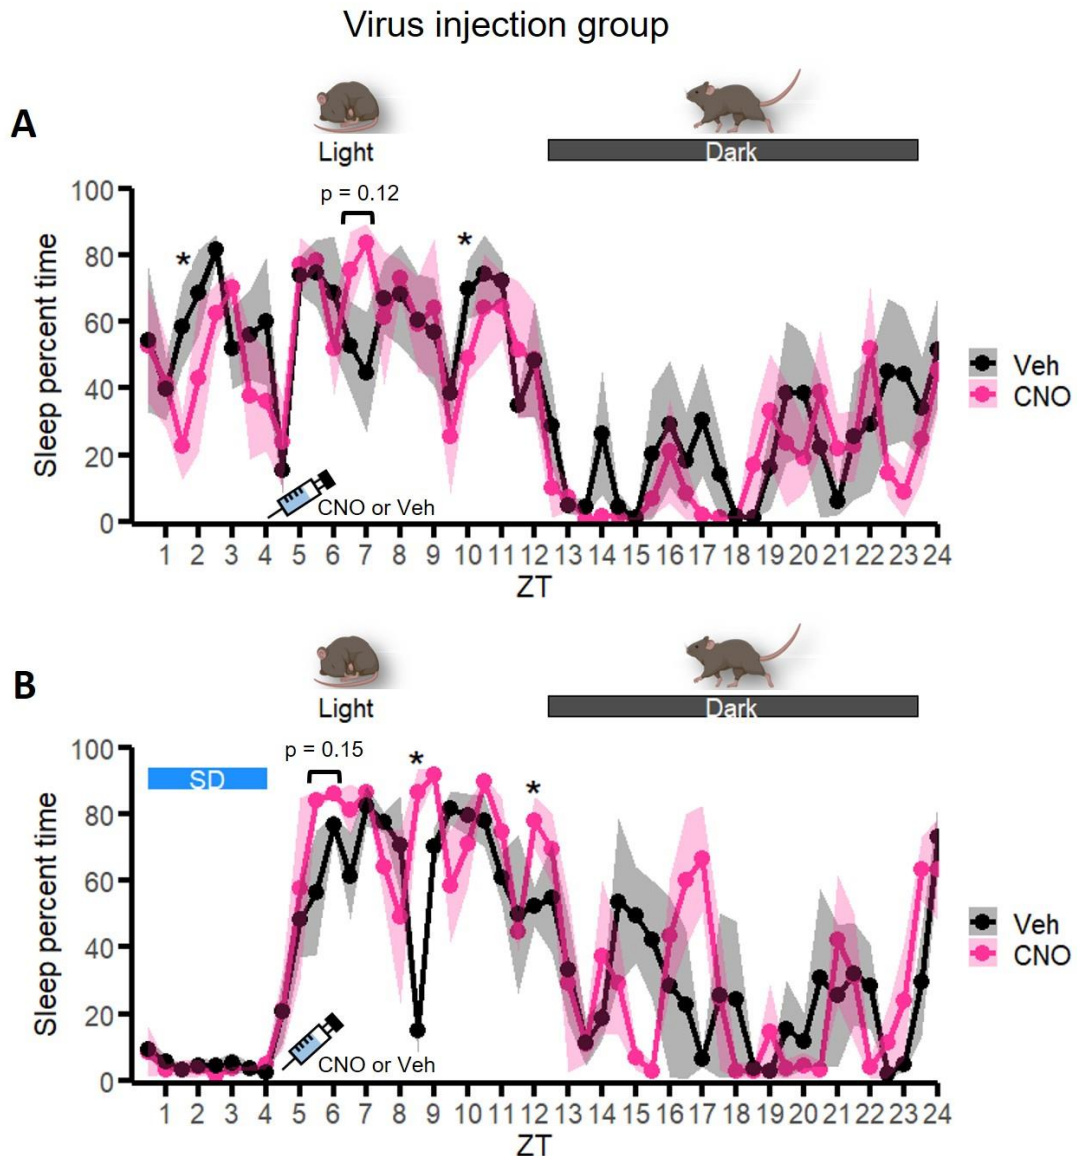 Virus injection group
A
Light
Dark
p = 0.12
*
*
100
80
60
40
20
0
Sleep percent time
CNO or Veh
1 2 3 4 5 6 7 8 9 10 11 12 13 14 15 16 17 18 19 20 21 22 23 24
ZT
Veh
CNO
B
Light
Dark
SD
p = 0.15
*
*
100
80
60
40
20
0
Sleep percent time
CNO or Veh
1 2 3 4 5 6 7 8 9 10 11 12 13 14 15 16 17 18 19 20 21 22 23 24
ZT
Veh
CNO